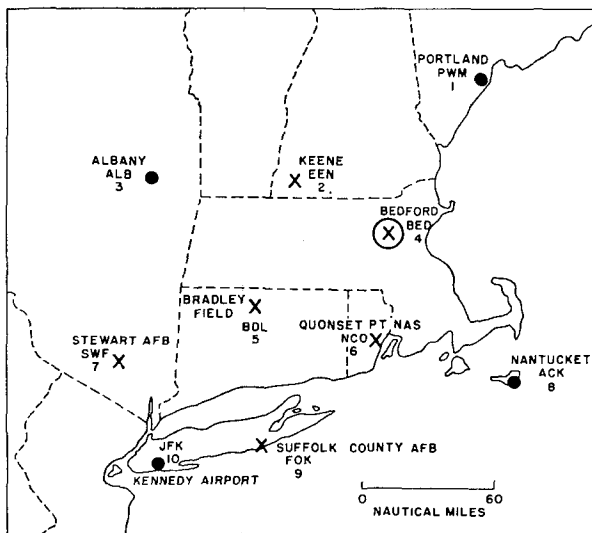 PORTLAND
PWM
1
ALBANY
ALB
3
KEENE
EEN
2.
BEDFORD
BED
4
BRADLEY
FIELD
BDL
5
QUONSET PT. NAS
NCO
6
STEWART AFB
SWF
7
NANTUCKET
ACK
8
JFK
10
KENNEDY AIRPORT
SUFFOLK COUNTY AFB
FOK
9
0 60
NAUTICAL MILES